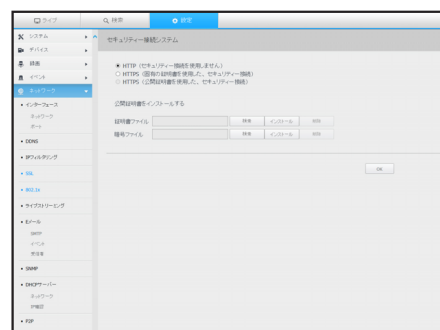 ライブ
検索
設定
システム
デバイス
録画
イベント
ネットワーク
インターフェース
ネットワーク
ポート
DDNS
IPフィルタリング
SSL
802.1x
ライブストリーミング
Eメール
SMTP
イベント
受信者
SNMP
DHCPサーバー
ネットワーク
IP確認
P2P
セキュリティー接続システム
HTTP（セキュリティー接続を使用しません）
HTTPS（固有の証明書を使用した、セキュリティー接続）
HTTPS（公開証明書を使用した、セキュリティー接続）
公開証明書をインストールする
証明書ファイル 検索 インストール 削除
暗号ファイル 検索 インストール 削除
OK